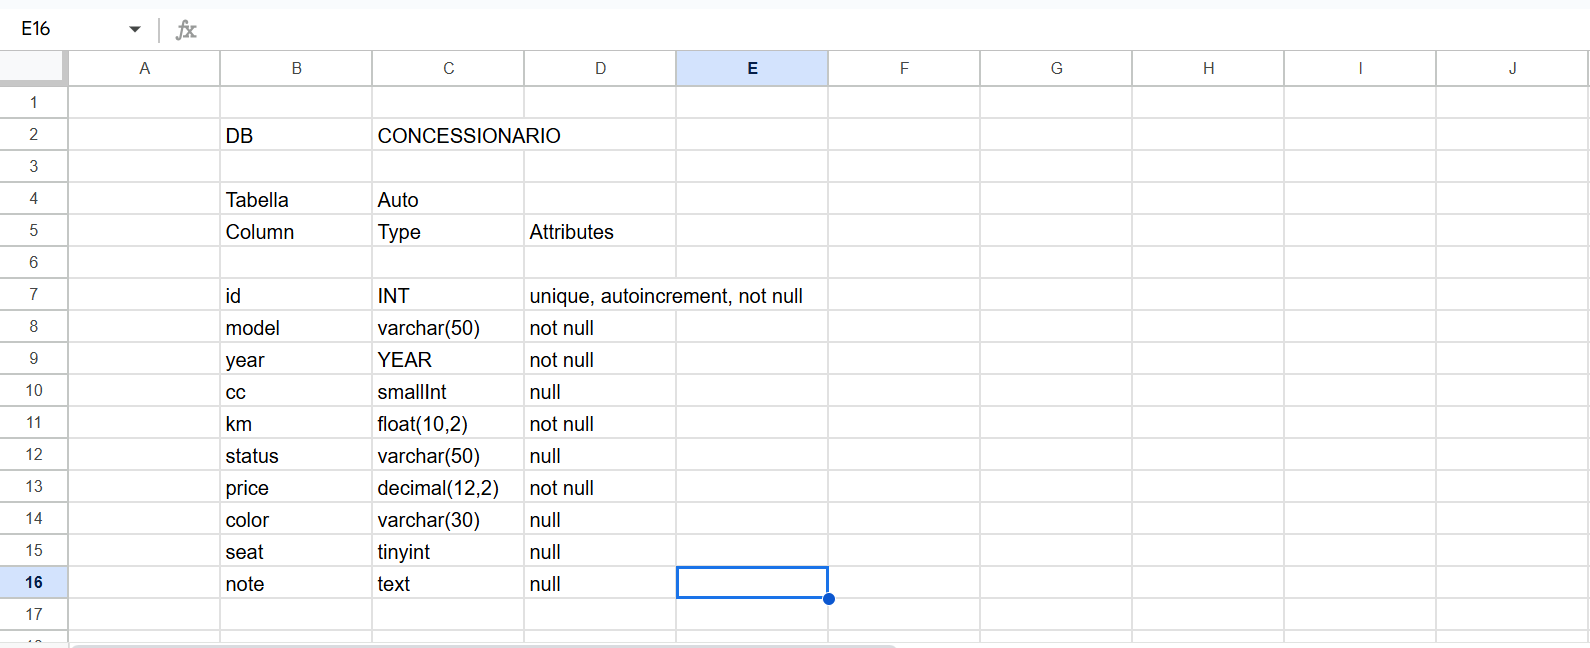 E16 fx
A B C D E F G H I J
1
2 DB CONCESSIONARIO
3
4 Tabella Auto
5 Column Type Attributes
6
7 id INT unique, autoincrement, not null
8 model varchar(50) not null
9 year YEAR not null
10 cc smallInt null
11 km float(10,2) not null
12 status varchar(50) null
13 price decimal(12,2) not null
14 color varchar(30) null
15 seat tinyint null
16 note text null
17